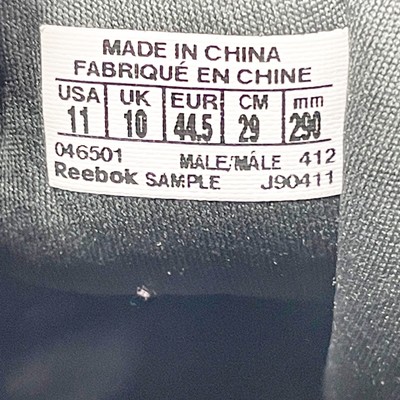 MADE IN CHINA
FABRIQUÉ EN CHINE
USA UK EUR CM mm
11 10 44.5 29 290
046501 MALE/MÂLE 412
Reebok SAMPLE J90411